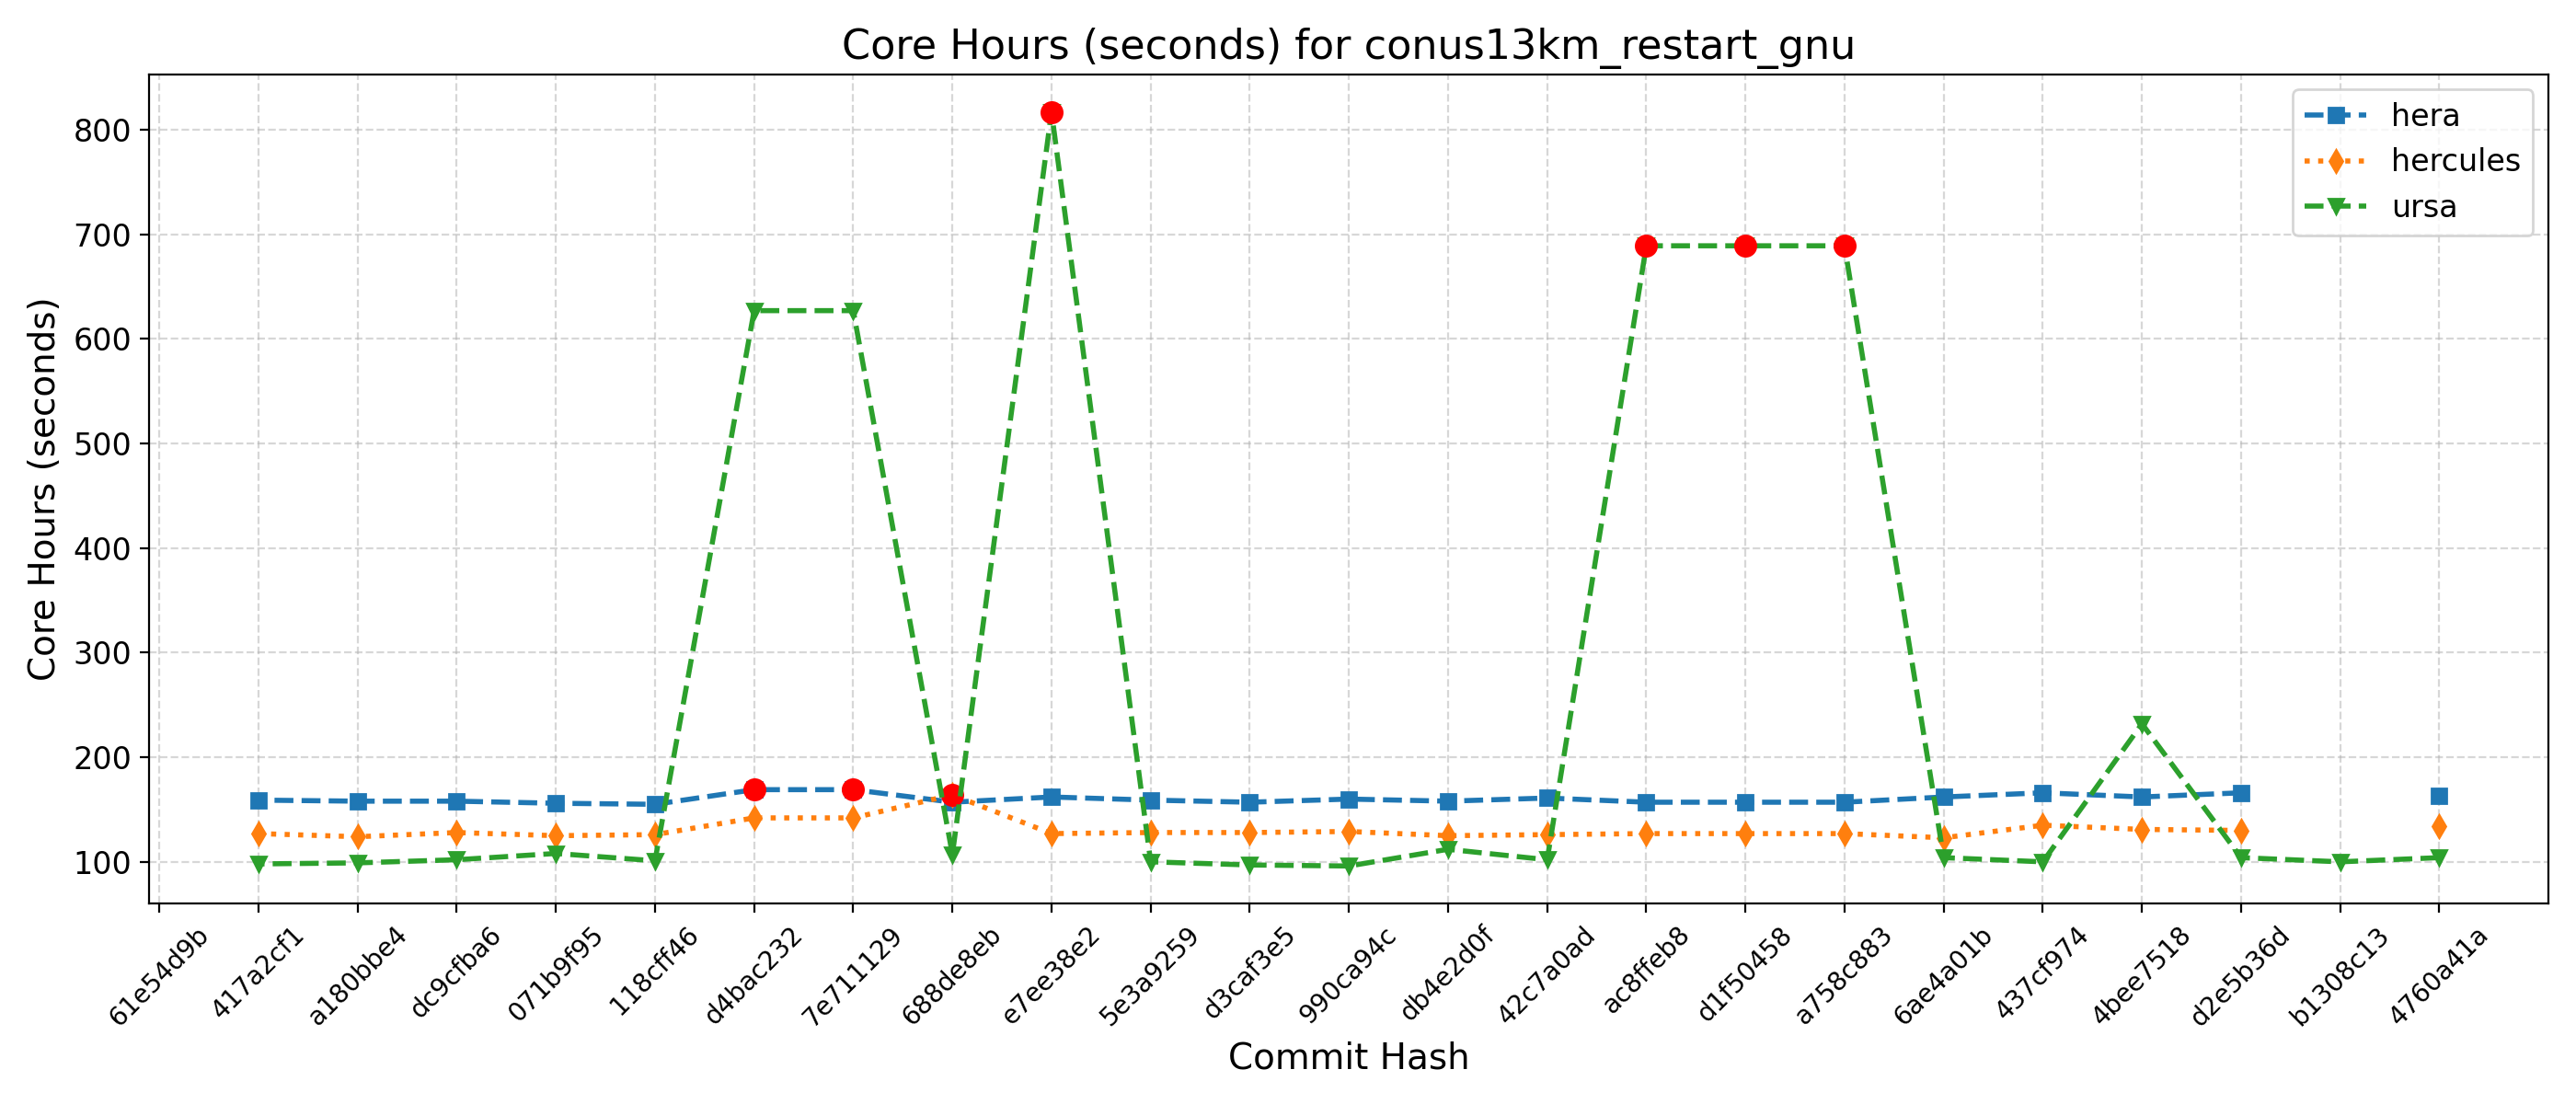 Core Hours (seconds) for conus13km_restart_gnu
Core Hours (seconds)
800
700
600
500
400
300
200
100
hera
hercules
ursa
61e54d9b
417a2cf1
a180bbe4
dc9cfba6
071b9f95
118cff46
d4bac232
7e711129
688de8eb
e7ee38e2
5e3a9259
d3caf3e5
990ca94c
db4e2d0f
42c7a0ad
ac8ffeb8
d1f50458
a758c883
6ae4a01b
437cf974
4bee7518
d2e5b36d
b1308c13
4760a41a
Commit Hash